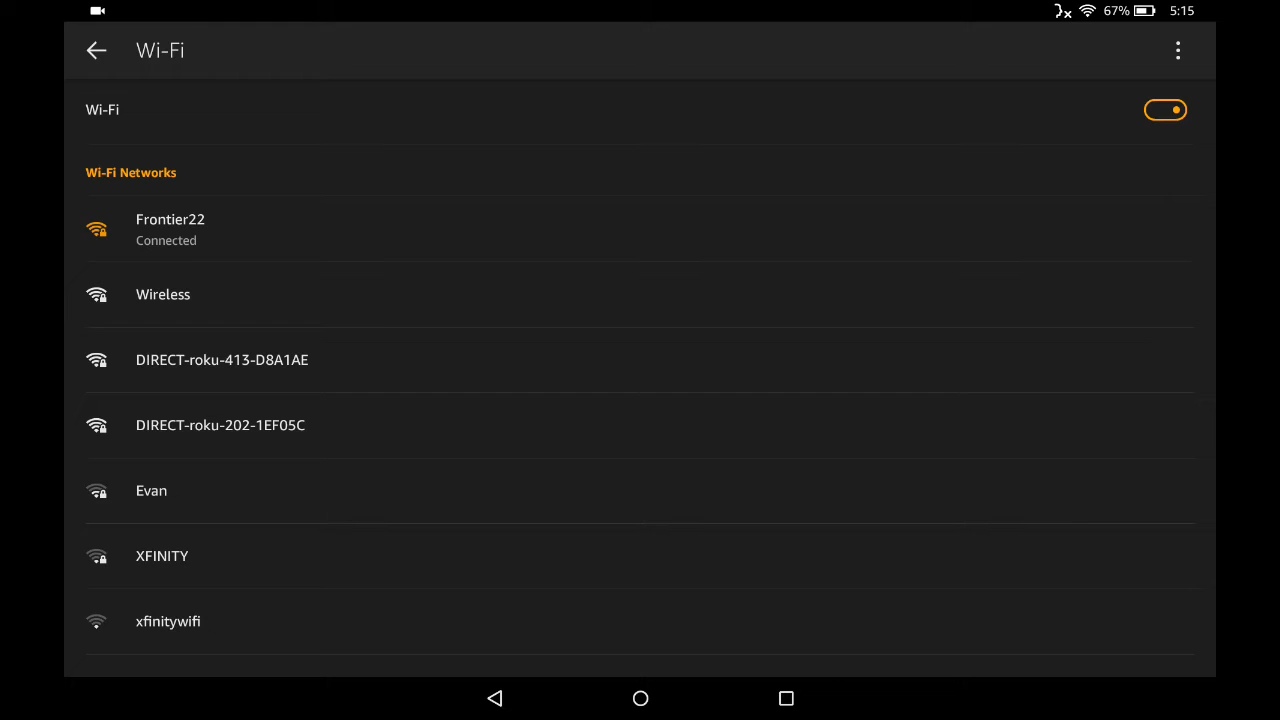 67% 5:15
Wi-Fi
Wi-Fi
Wi-Fi Networks
Frontier22
Connected
Wireless
DIRECT-roku-413-D8A1AE
DIRECT-roku-202-1EF05C
Evan
XFINITY
xfinitywifi